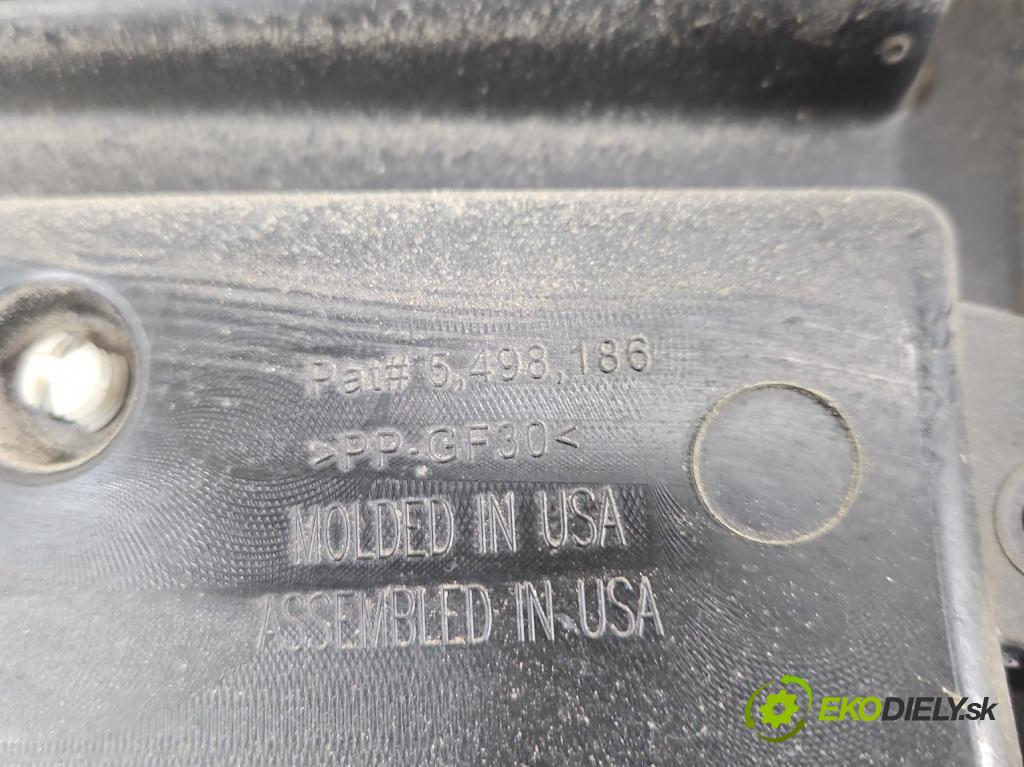 Pat# 5,498,186
>PP-GF30<
MOLDED IN USA
ASSEMBLED IN USA
EKODIELY.sk